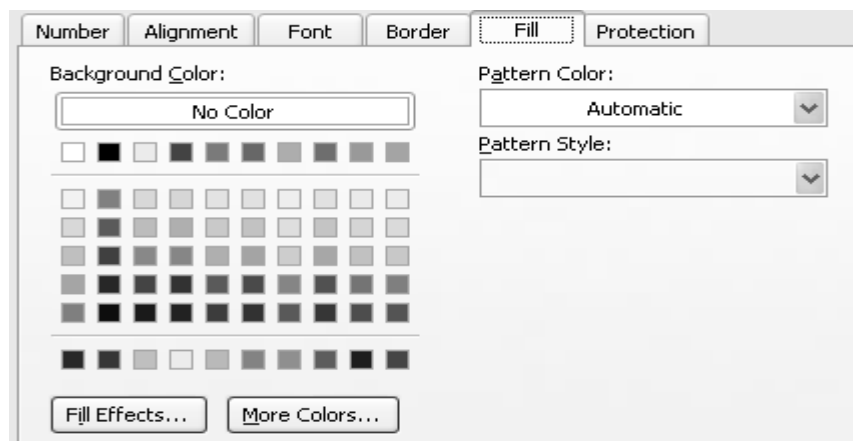 Number Alignment Font Border Fill Protection
Background Color:
No Color
Pattern Color:
Automatic
Pattern Style:
Fill Effects... More Colors...